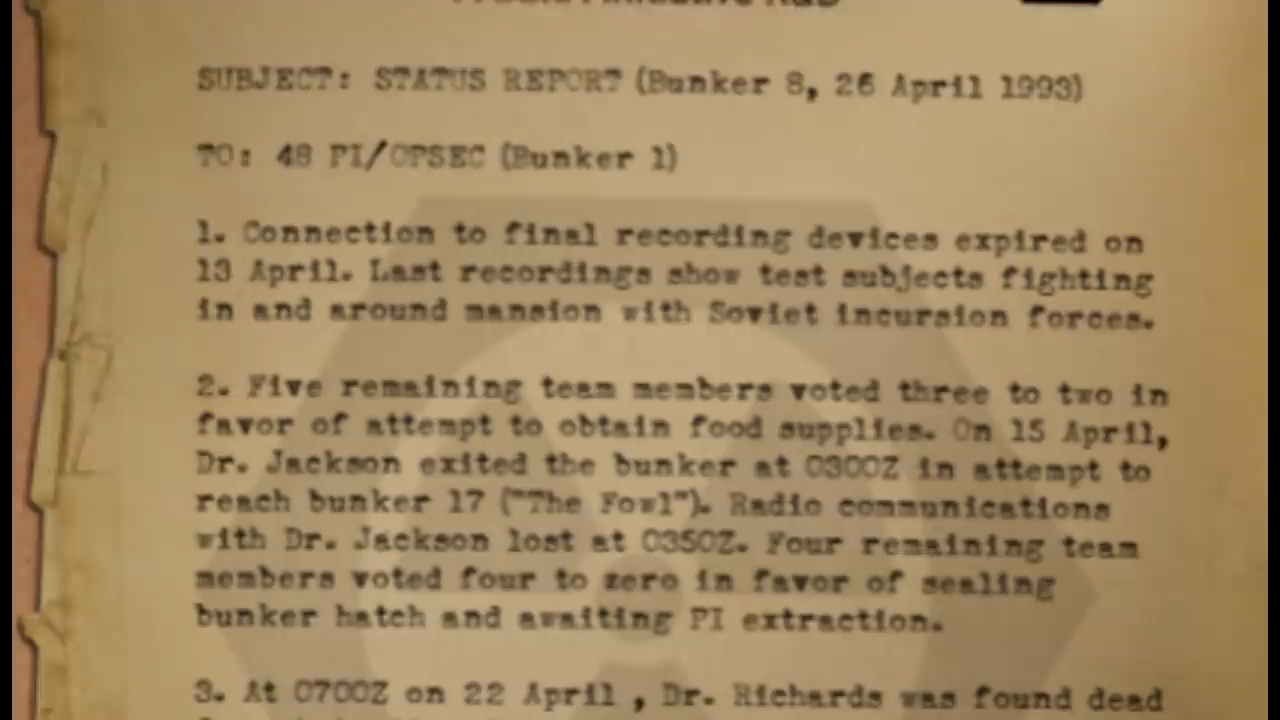 SUBJECT: STATUS REPORT (Bunker 8, 26 April 1993)
TO: 48 PI/OPSEC (Bunker 1)
1. Connection to final recording devices expired on
13 April. Last recordings show test subjects fighting
in and around mansion with Soviet incursion forces.
2. Five remaining team members voted three to two in
favor of attempt to obtain food supplies. On 15 April,
Dr. Jackson exited the bunker at 0300Z in attempt to
reach bunker 17 ("The Fowl"). Radio communications
with Dr. Jackson lost at 0350Z. Four remaining team
members voted four to zero in favor of sealing
bunker hatch and awaiting PI extraction.
3. At 0700Z on 22 April , Dr. Richards was found dead